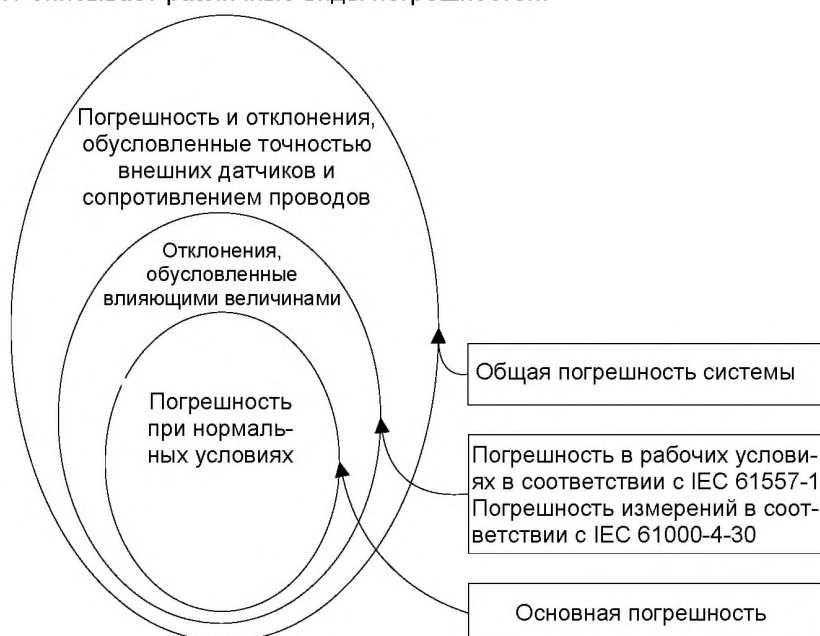 Погрешность и отклонения,
обусловленные точностью
внешних датчиков и
сопротивлением проводов
Отклонения,
обусловленные
влияющими величинами
Погрешность
при нормаль-
ных условиях
Общая погрешность системы
Погрешность в рабочих услови-
ях в соответствии с IEC 61557-1
Погрешность измерений в соот-
ветствии с IEC 61000-4-30
Основная погрешность